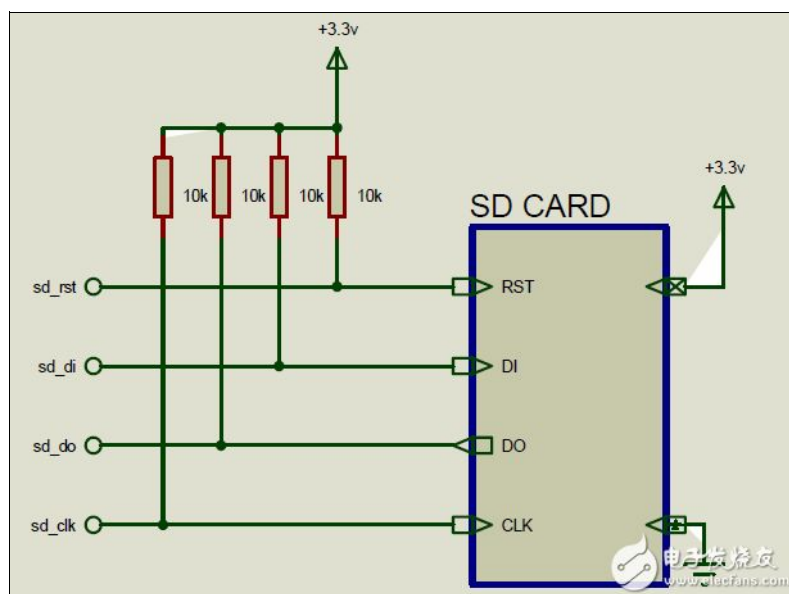 +3.3v
10k 10k 10k 10k
+3.3v
SD CARD
sd_rst RST
sd_di DI
sd_do DO
sd_clk CLK
电子发烧友
www.elecfans.com